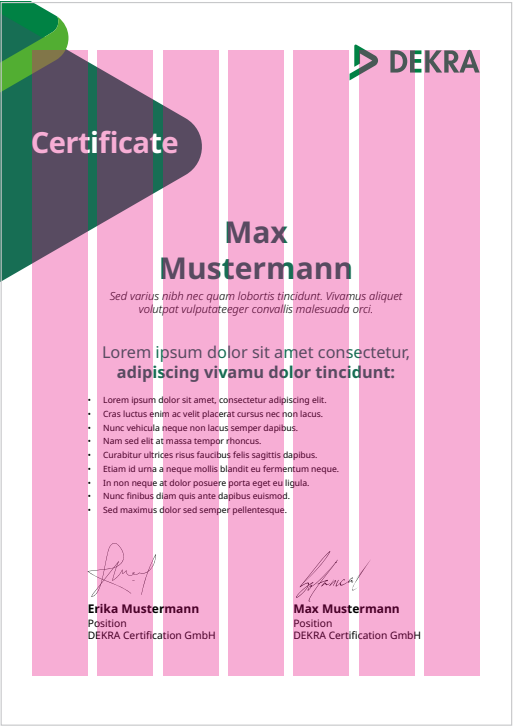 DEKRA
Certificate
Max
Mustermann
Sed varius nibh nec quam lobortis tincidunt. Vivamus aliquet
volutpat vulputateeger convallis malesuada orci.
Lorem ipsum dolor sit amet consectetur,
adipiscing vivamu dolor tincidunt:
• Lorem ipsum dolor sit amet, consectetur adipiscing elit.
• Cras luctus enim ac velit placerat cursus nec non lacus.
• Nunc vehicula neque non lacus semper dapibus.
• Nam sed elit at massa tempor rhoncus.
• Curabitur ultrices risus faucibus felis sagittis dapibus.
• Etiam id urna a neque mollis blandit eu fermentum neque.
• In non neque at dolor posuere porta eget eu ligula.
• Nunc finibus diam quis ante dapibus euismod.
• Sed maximus dolor sed semper pellentesque.
Erika Mustermann
Position
DEKRA Certification GmbH
Max Mustermann
Position
DEKRA Certification GmbH